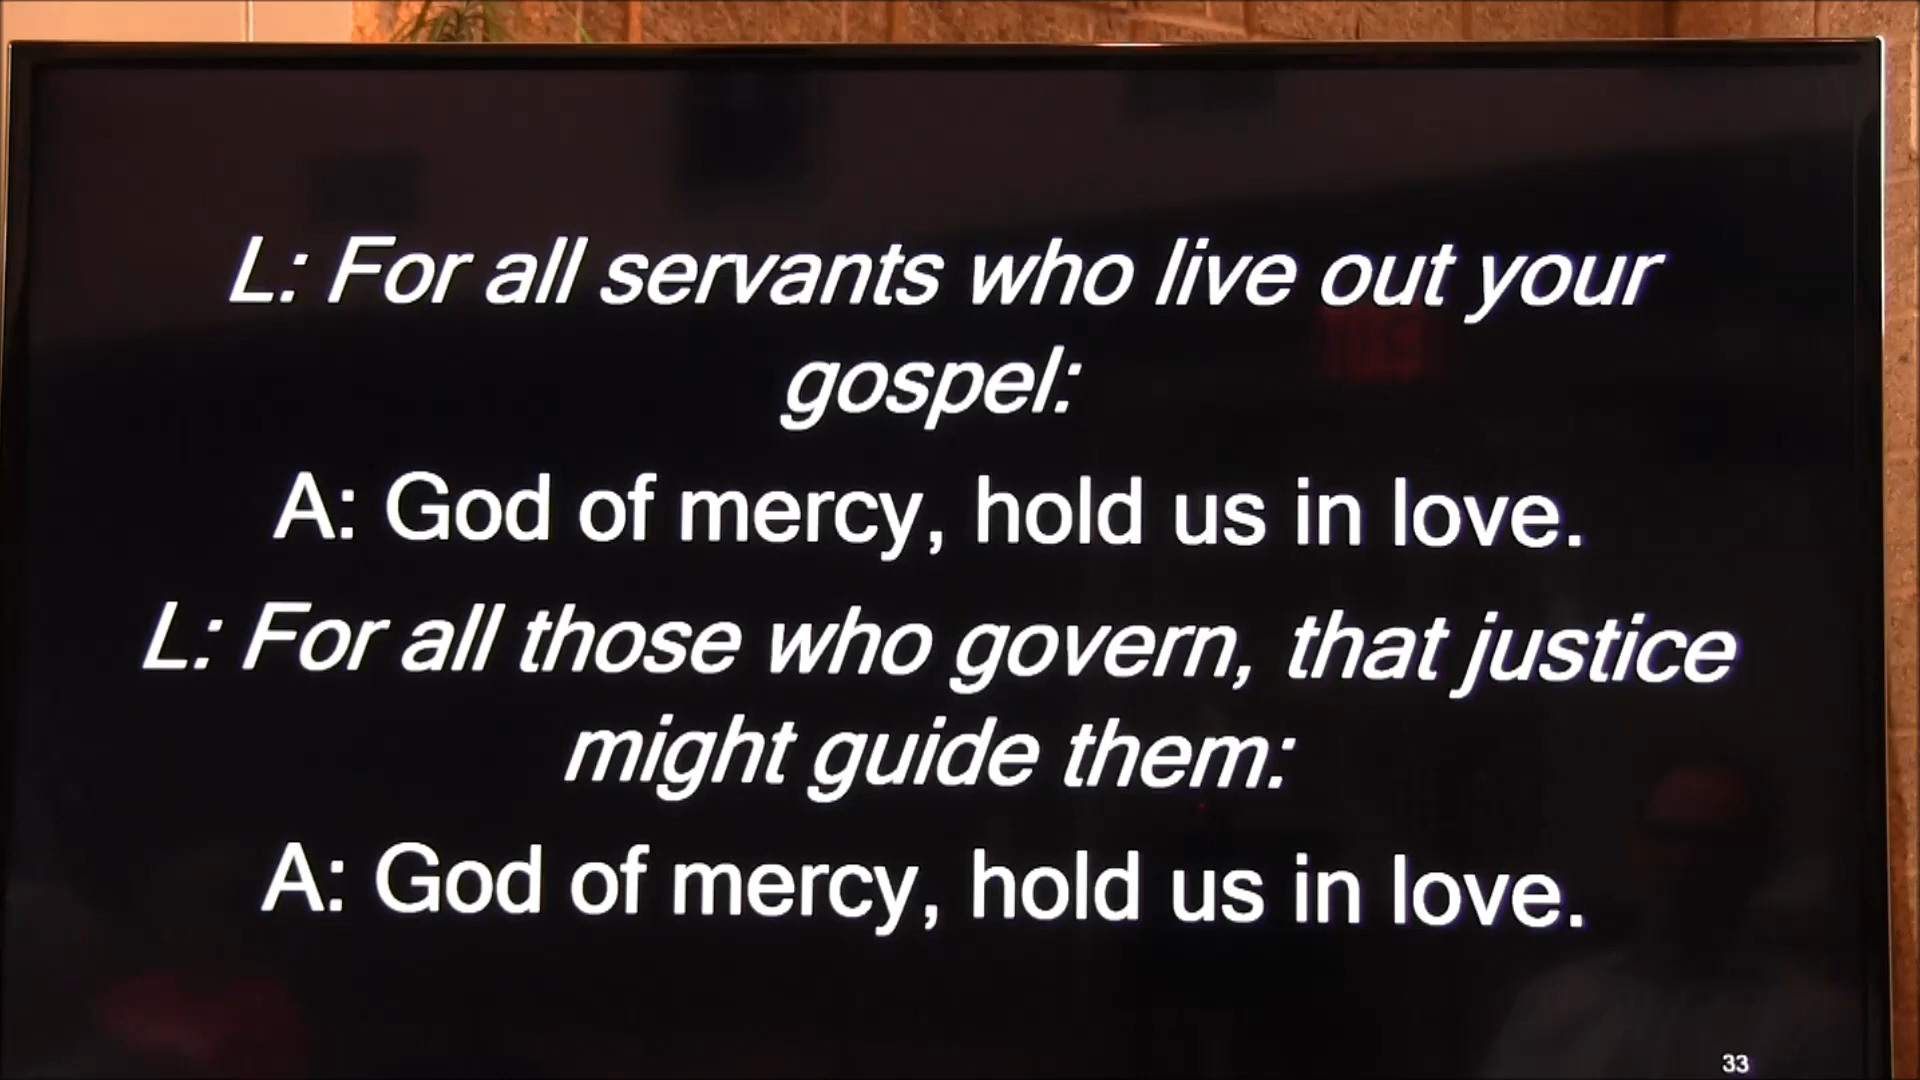 L: For all servants who live out your
gospel:
A: God of mercy, hold us in love.
L: For all those who govern, that justice
might guide them:
A: God of mercy, hold us in love.
33